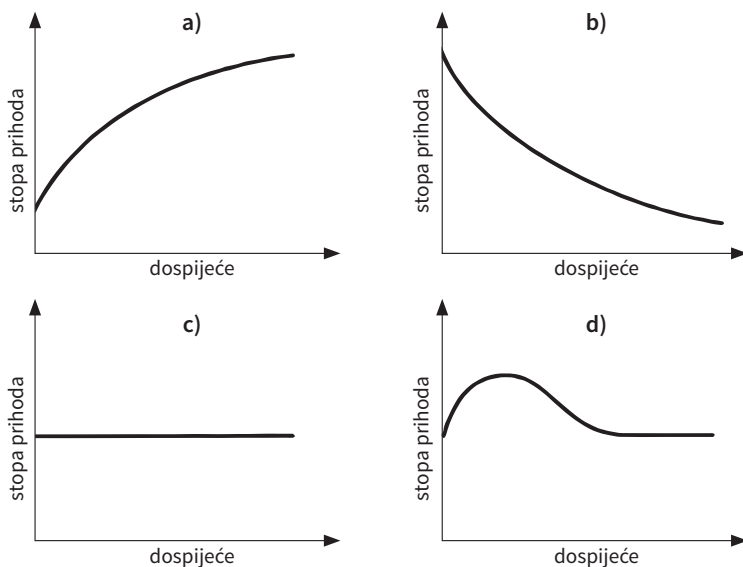 a)
stopa prihoda
dospijeće
b)
stopa prihoda
dospijeće
c)
stopa prihoda
dospijeće
d)
stopa prihoda
dospijeće